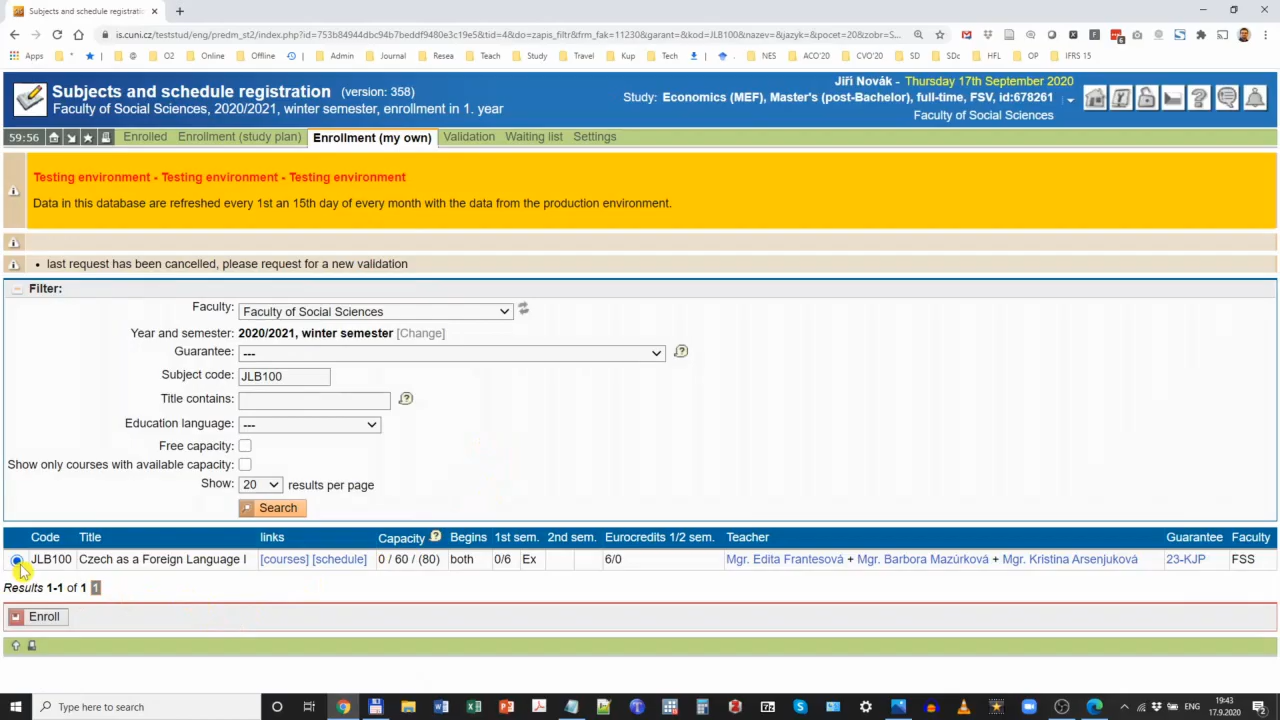 Subjects and schedule registrati
is.cuni.cz/teststud/eng/predm_st2/index.php?id=753b84944dbc94b7beddf9480e3c19e5&tid=4&do=zapis_filtr&frm_fak=11230&garant=&kod=JLB100&nazev=&jazyk=&pocet=20&zobr=S...
Apps * @ O2 Online Offline Admin Journal Resea Teach Study Travel Kup Tech NES ACO'20 CVO'20 SD SDc HFL OP IFRS 15
Subjects and schedule registration (version: 358)
Faculty of Social Sciences, 2020/2021, winter semester, enrollment in 1. year
Jiří Novák - Thursday 17th September 2020
Study: Economics (MEF), Master's (post-Bachelor), full-time, FSV, id:678261
Faculty of Social Sciences
59:56 Enrolled Enrollment (study plan) Enrollment (my own) Validation Waiting list Settings
Testing environment - Testing environment - Testing environment
Data in this database are refreshed every 1st an 15th day of every month with the data from the production environment.
• last request has been cancelled, please request for a new validation
Filter:
Faculty: Faculty of Social Sciences
Year and semester: 2020/2021, winter semester [Change]
Guarantee: ---
Subject code: JLB100
Title contains:
Education language: ---
Free capacity:
Show only courses with available capacity:
Show: 20 results per page
Search
Code Title links Capacity Begins 1st sem. 2nd sem. Eurocredits 1/2 sem. Teacher Guarantee Faculty
JLB100 Czech as a Foreign Language I [courses] [schedule] 0 / 60 / (80) both 0/6 Ex 6/0 Mgr. Edita Frantesová + Mgr. Barbora Mazúrková + Mgr. Kristina Arsenjuková 23-KJP FSS
Results 1-1 of 1 1
Enroll
Type here to search
ENG
19:43
17.9.2020